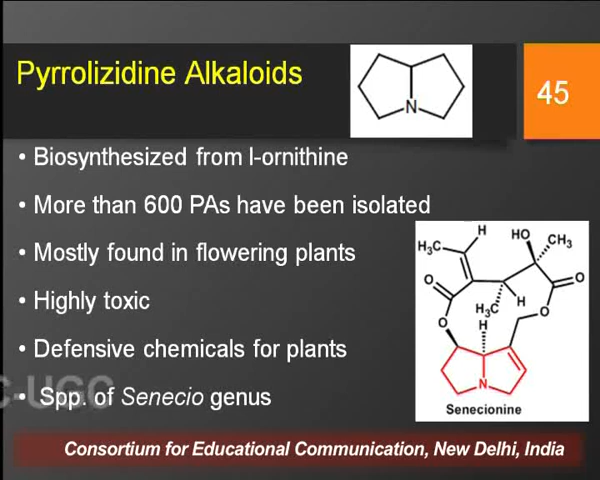 Pyrrolizidine Alkaloids
N
45
• Biosynthesized from l-ornithine
• More than 600 PAs have been isolated
• Mostly found in flowering plants
• Highly toxic
• Defensive chemicals for plants
• Spp. of Senecio genus
H
HO
CH₃
H₃C
O
O
H
H₃C
O
O
H
N
Senecionine
C-UGC
Consortium for Educational Communication, New Delhi, India